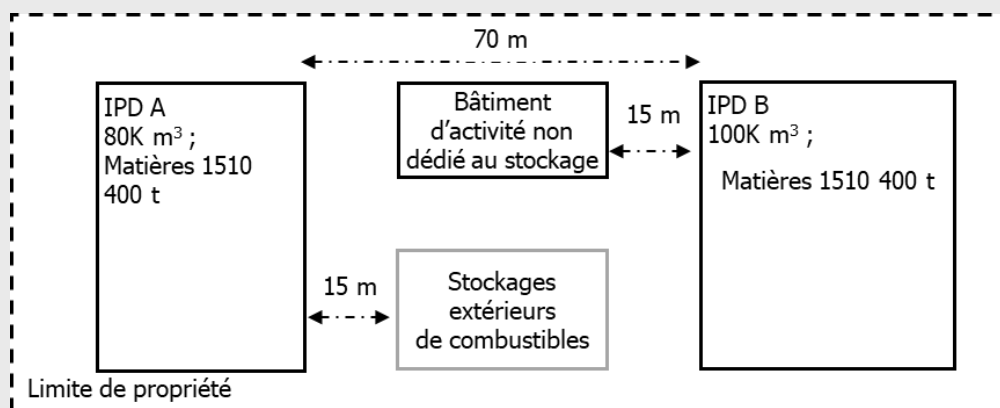 70 m
IPD A
80K m³ ;
Matières 1510
400 t
Bâtiment
d'activité non
dédié au stockage
15 m
IPD B
100K m³ ;
Matières 1510 400 t
15 m
Stockages
extérieurs
de combustibles
Limite de propriété